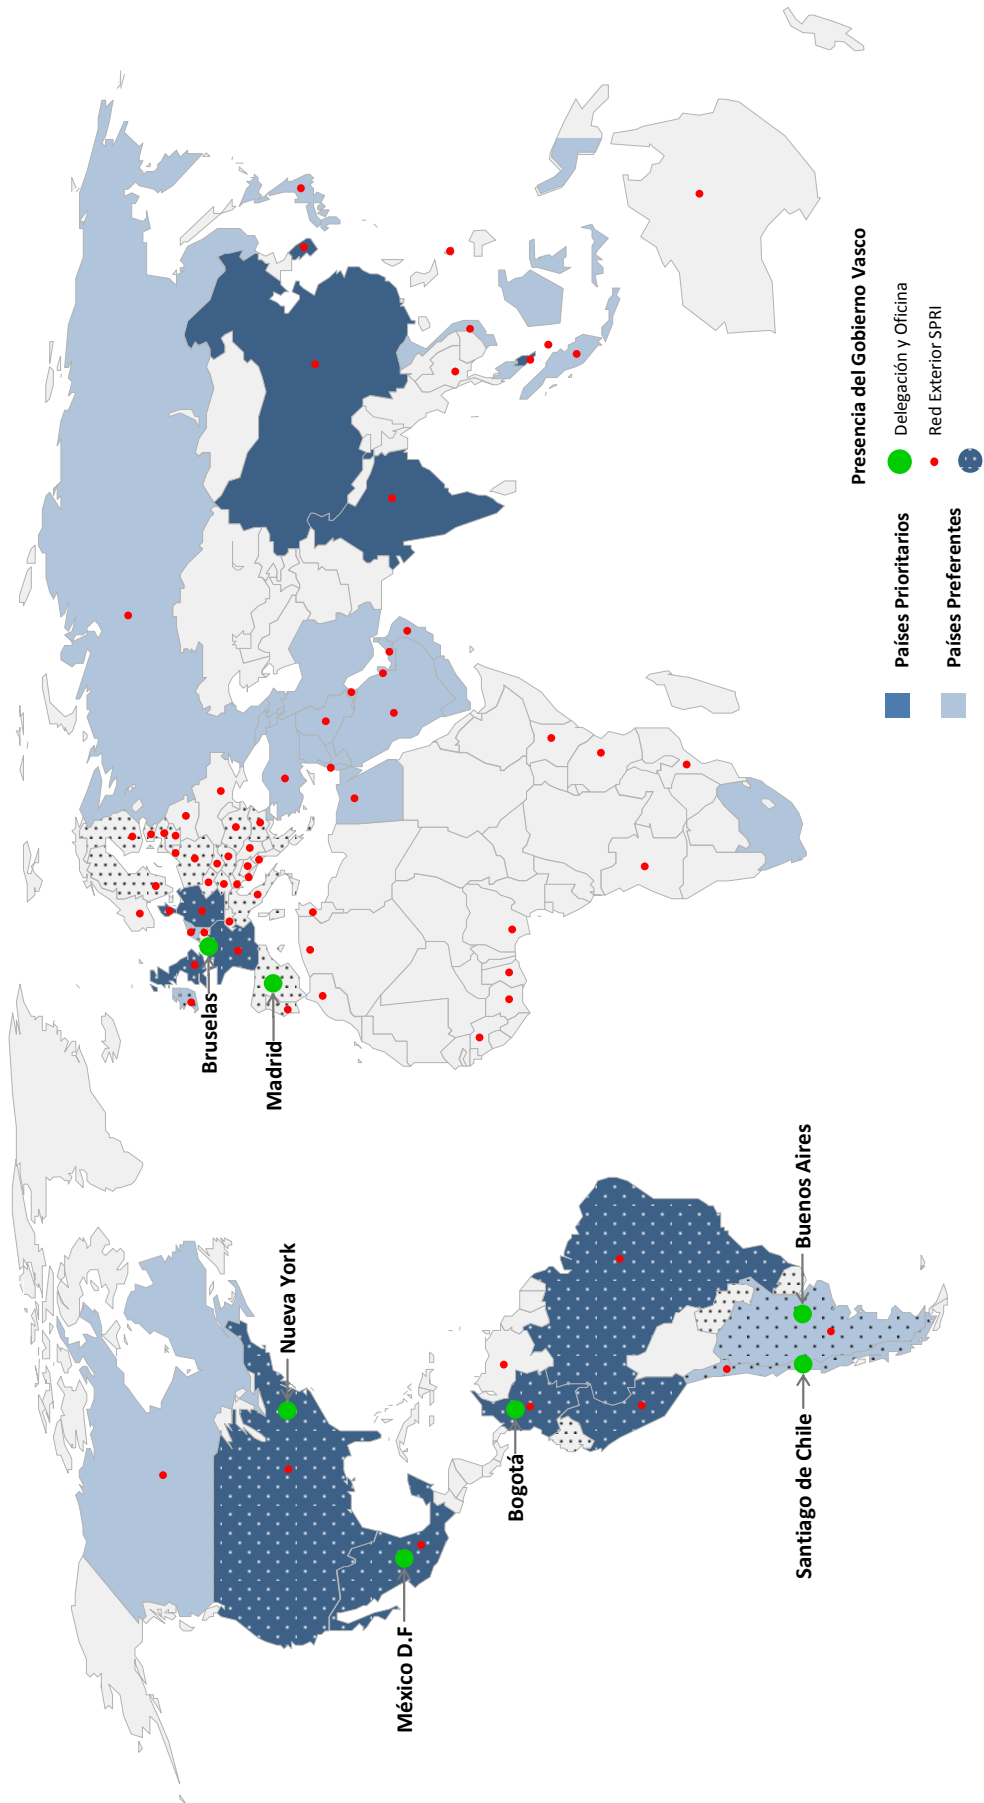 Nueva York
México D.F
Bogotá
Santiago de Chile
Buenos Aires
Bruselas
Madrid
Países Prioritarios
Países Preferentes
Presencia del Gobierno Vasco
Delegación y Oficina
Red Exterior SPRI